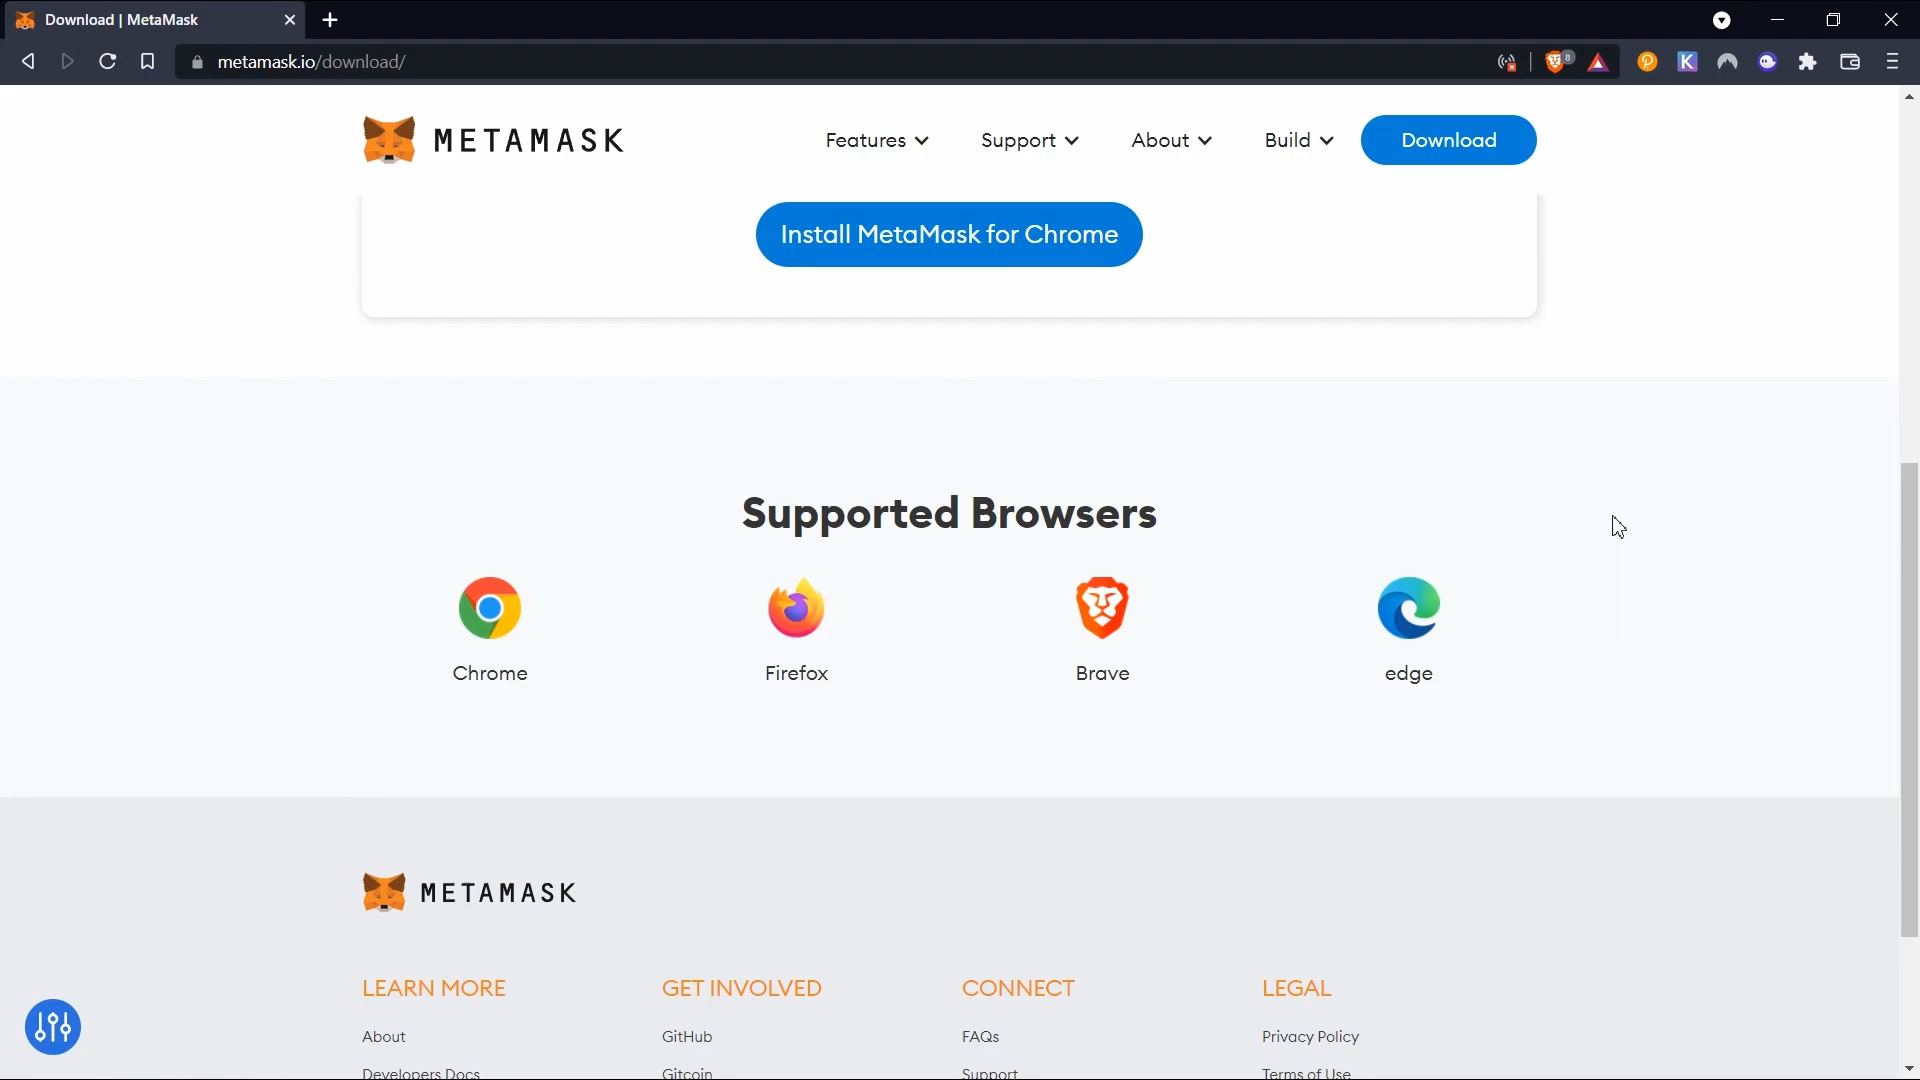 Download | MetaMask
metamask.io/download/
8
METAMASK
Features
Support
About
Build
Download
Install MetaMask for Chrome
Supported Browsers
Chrome
Firefox
Brave
edge
METAMASK
LEARN MORE
GET INVOLVED
CONNECT
LEGAL
About
GitHub
FAQs
Privacy Policy
Developers Docs
Gitcoin
Support
Terms of Use